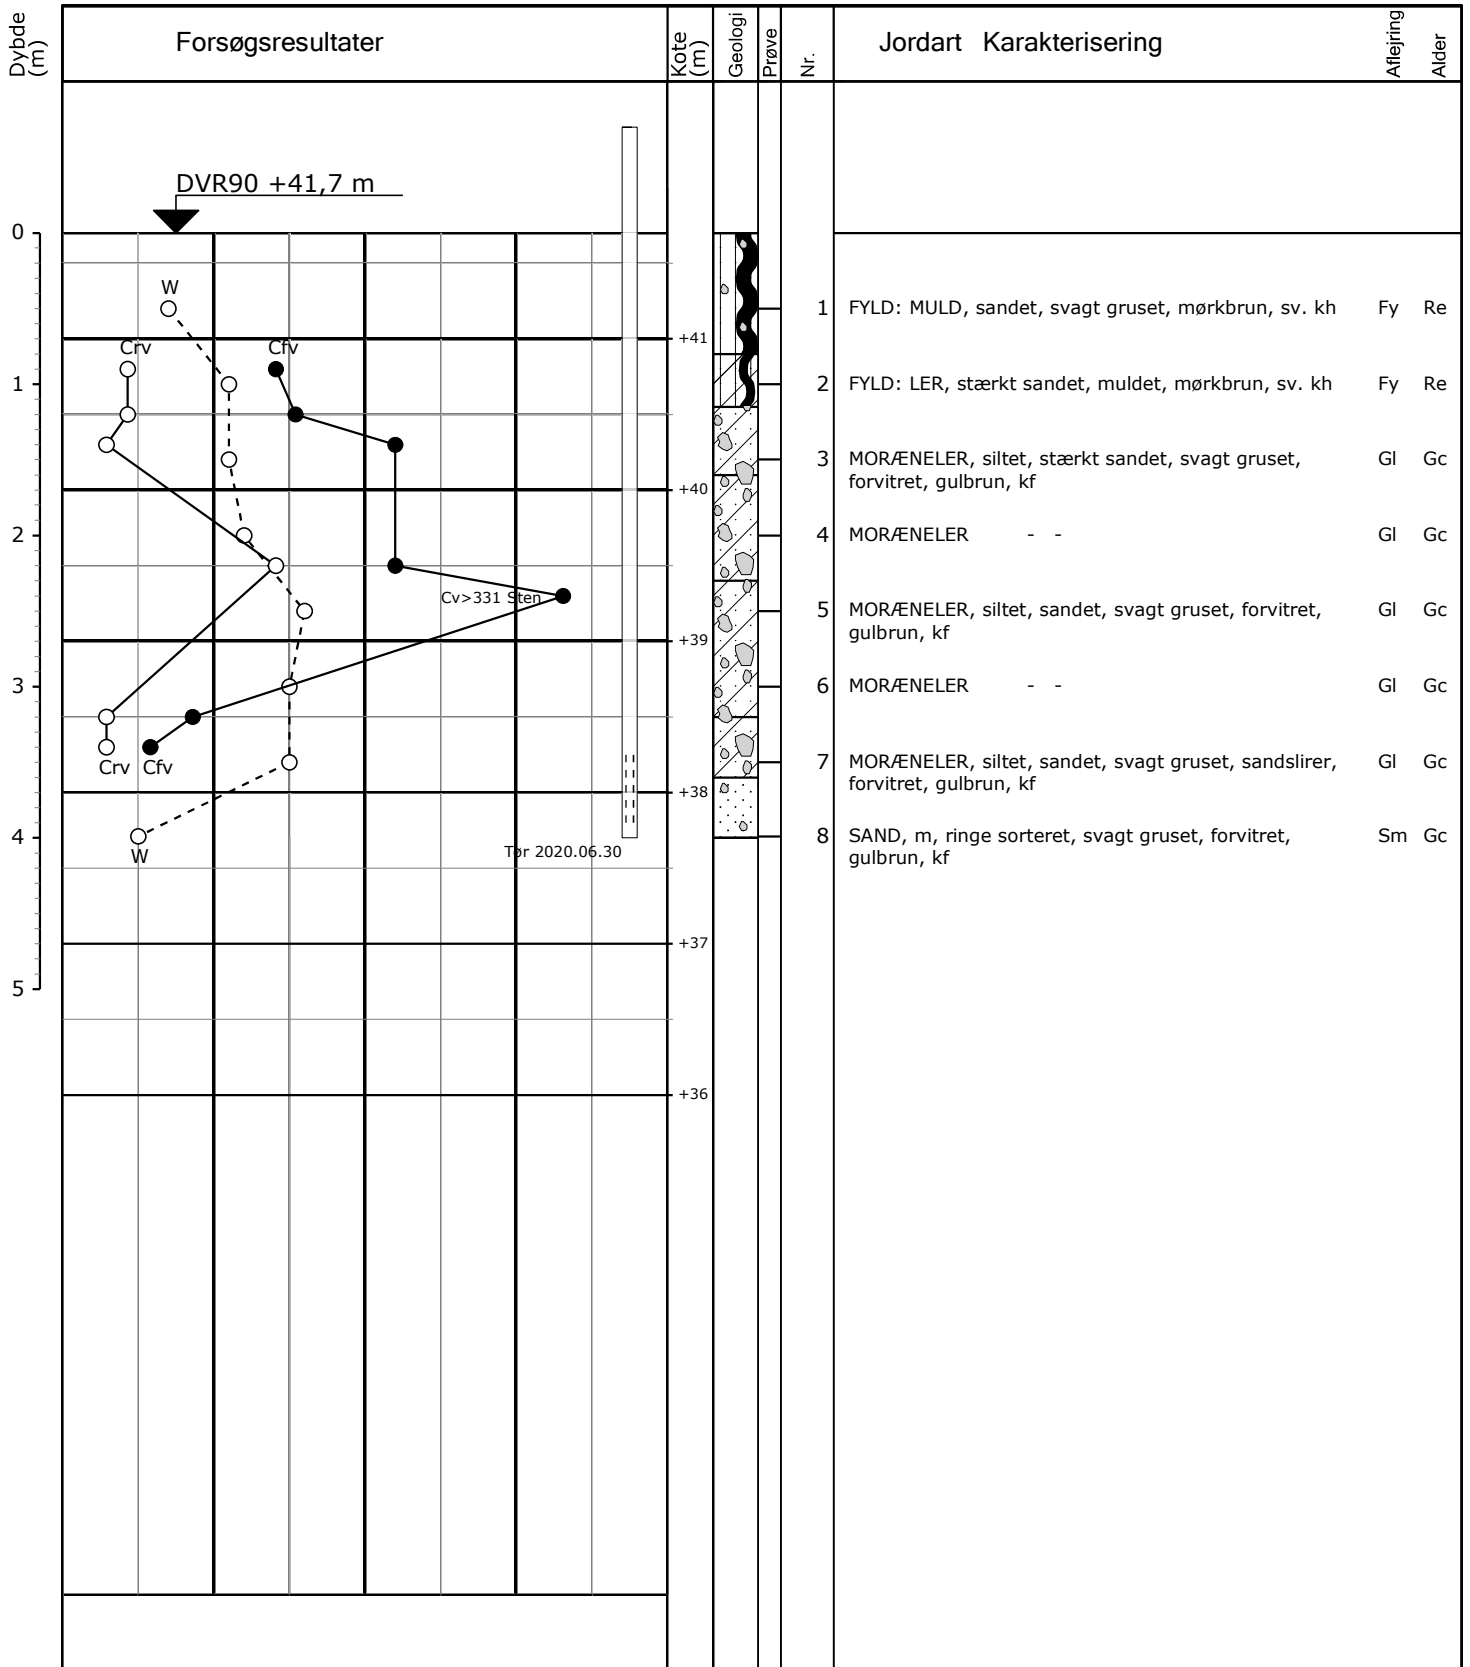 Dybde
(m)
Forsøgsresultater
Kote
(m)
Geologi
Prøve
Nr.
Jordart Karakterisering
Aflejring
Alder
DVR90 +41,7 m
0
W
1 FYLD: MULD, sandet, svagt gruset, mørkbrun, sv. kh Fy Re
+41
Crv Cfv
1
2 FYLD: LER, stærkt sandet, muldet, mørkbrun, sv. kh Fy Re
3 MORÆNELER, siltet, stærkt sandet, svagt gruset, Gl Gc
forvitret, gulbrun, kf
+40
2
4 MORÆNELER - - Gl Gc
Cv>331 Sten
5 MORÆNELER, siltet, sandet, svagt gruset, forvitret, Gl Gc
gulbrun, kf
+39
3
6 MORÆNELER - - Gl Gc
Crv Cfv
7 MORÆNELER, siltet, sandet, svagt gruset, sandslirer, Gl Gc
forvitret, gulbrun, kf
+38
4
8 SAND, m, ringe sorteret, svagt gruset, forvitret, Sm Gc
gulbrun, kf
W
Tør 2020.06.30
+37
5
+36